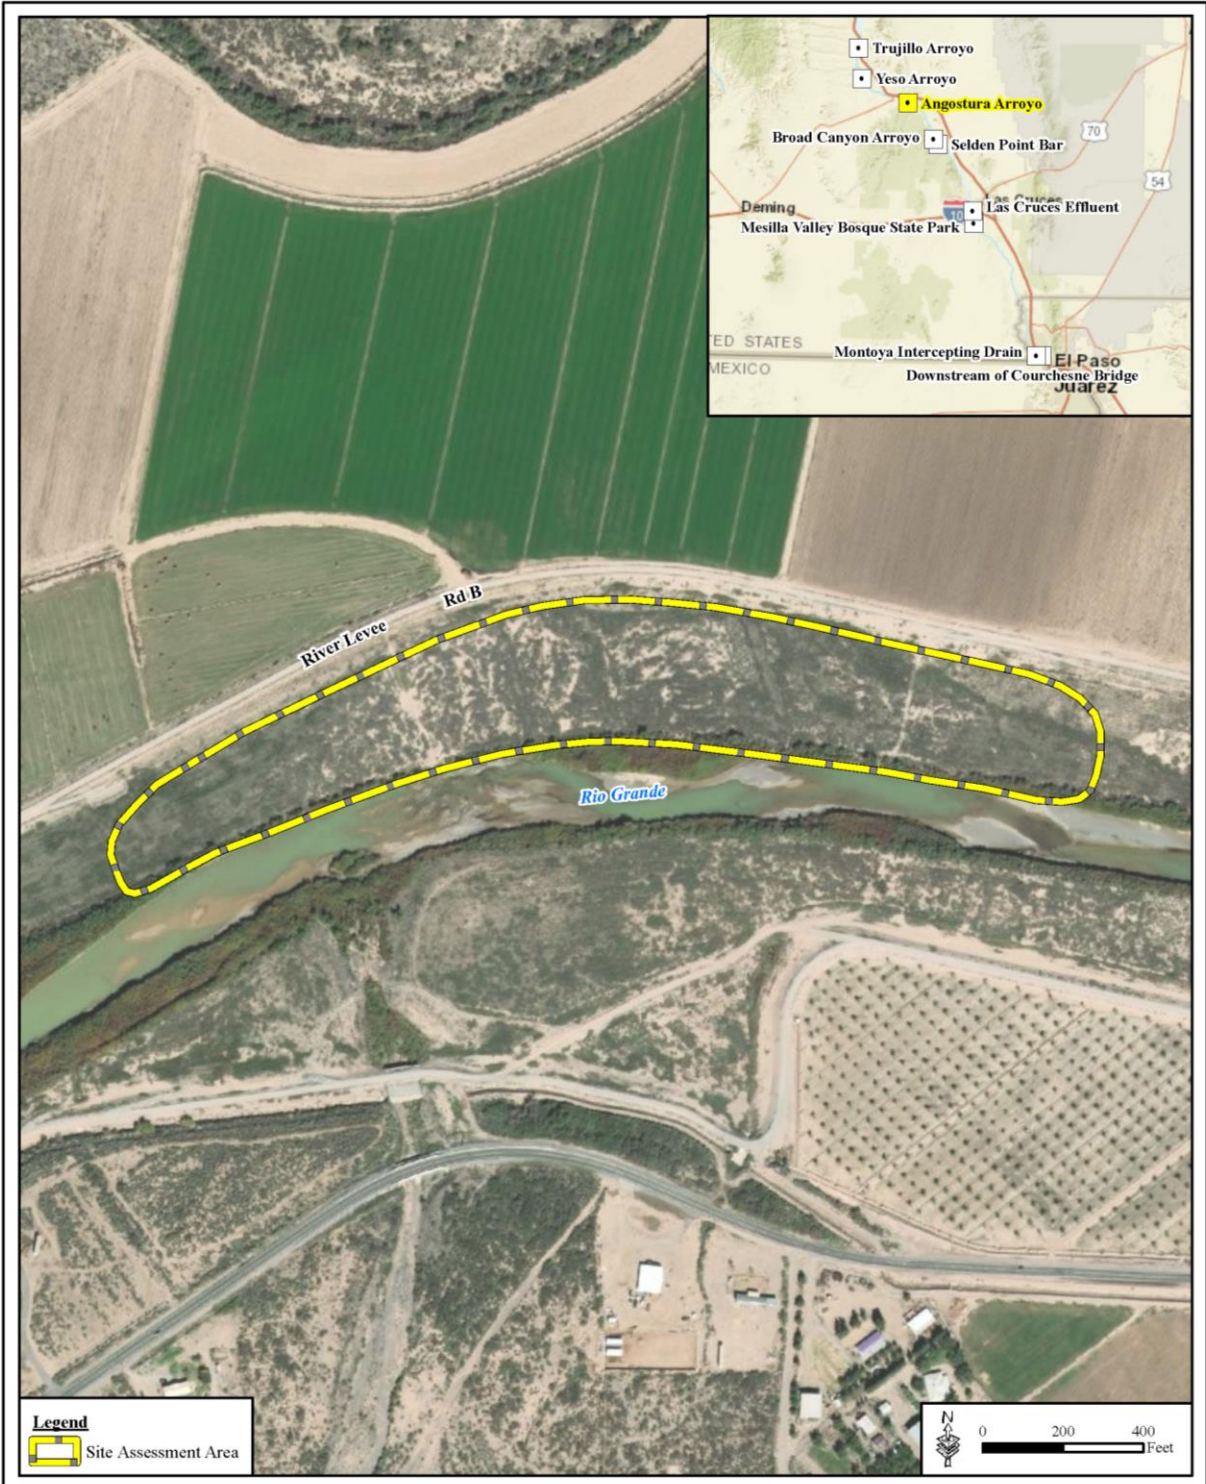 Trujillo Arroyo
Yeso Arroyo
Angostura Arroyo
Broad Canyon Arroyo
Selden Point Bar
70
54
Deming
Las Cruces
10
Las Cruces Effluent
Mesilla Valley Bosque State Park
TED STATES
MEXICO
Montoya Intercepting Drain
El Paso
Downstream of Courchesne Bridge
Juarez
River Levee Rd B
Rio Grande
Legend
Site Assessment Area
N
0 200 400
Feet